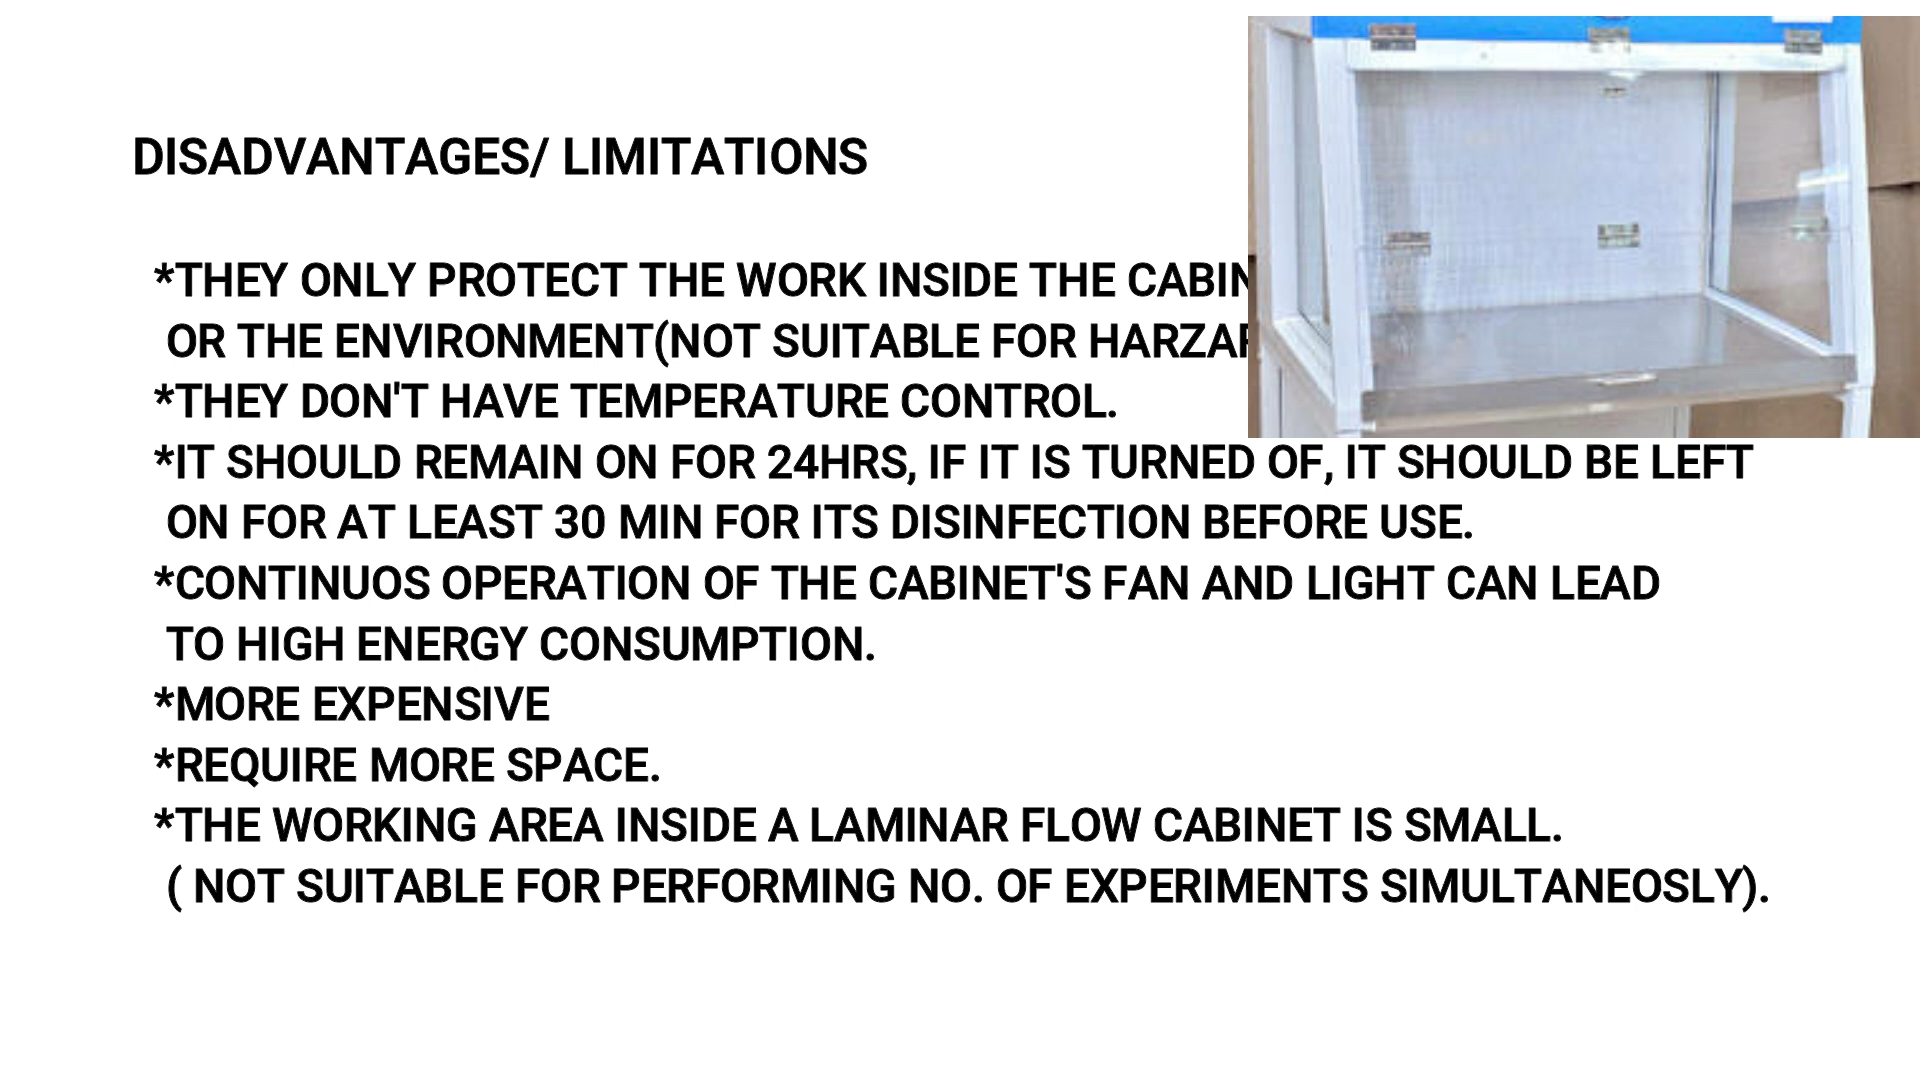 DISADVANTAGES/ LIMITATIONS
*THEY ONLY PROTECT THE WORK INSIDE THE
OR THE ENVIRONMENT(NOT SUITABLE FOR
*THEY DON'T HAVE TEMPERATURE CONTROL.
*IT SHOULD REMAIN ON FOR 24HRS, IF IT IS TURNED OF, IT SHOULD BE LEFT
ON FOR AT LEAST 30 MIN FOR ITS DISINFECTION BEFORE USE.
*CONTINUOS OPERATION OF THE CABINET'S FAN AND LIGHT CAN LEAD
TO HIGH ENERGY CONSUMPTION.
*MORE EXPENSIVE
*REQUIRE MORE SPACE.
*THE WORKING AREA INSIDE A LAMINAR FLOW CABINET IS SMALL.
( NOT SUITABLE FOR PERFORMING NO. OF EXPERIMENTS SIMULTANEOSLY).